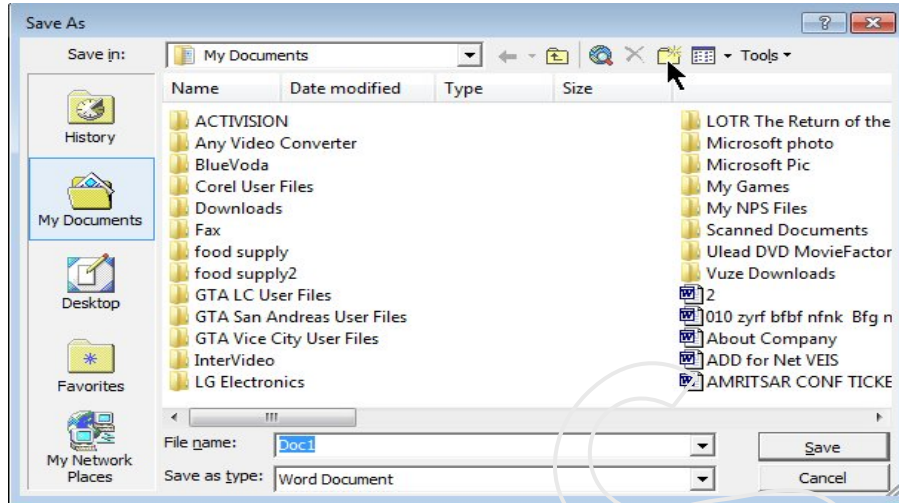 Save As
Save in:
My Documents
Tools
History
My Documents
Desktop
Favorites
My Network
Places
Name Date modified Type Size
ACTIVISION
Any Video Converter
BlueVoda
Corel User Files
Downloads
Fax
food supply
food supply2
GTA LC User Files
GTA San Andreas User Files
GTA Vice City User Files
InterVideo
LG Electronics
LOTR The Return of the
Microsoft photo
Microsoft Pic
My Games
My NPS Files
Scanned Documents
Ulead DVD MovieFactor
Vuze Downloads
2
010 zyrf bfbf nfnk Bfg n
About Company
ADD for Net VEIS
AMRITSAR CONF TICKE
File name: Doc1
Save
Save as type: Word Document
Cancel